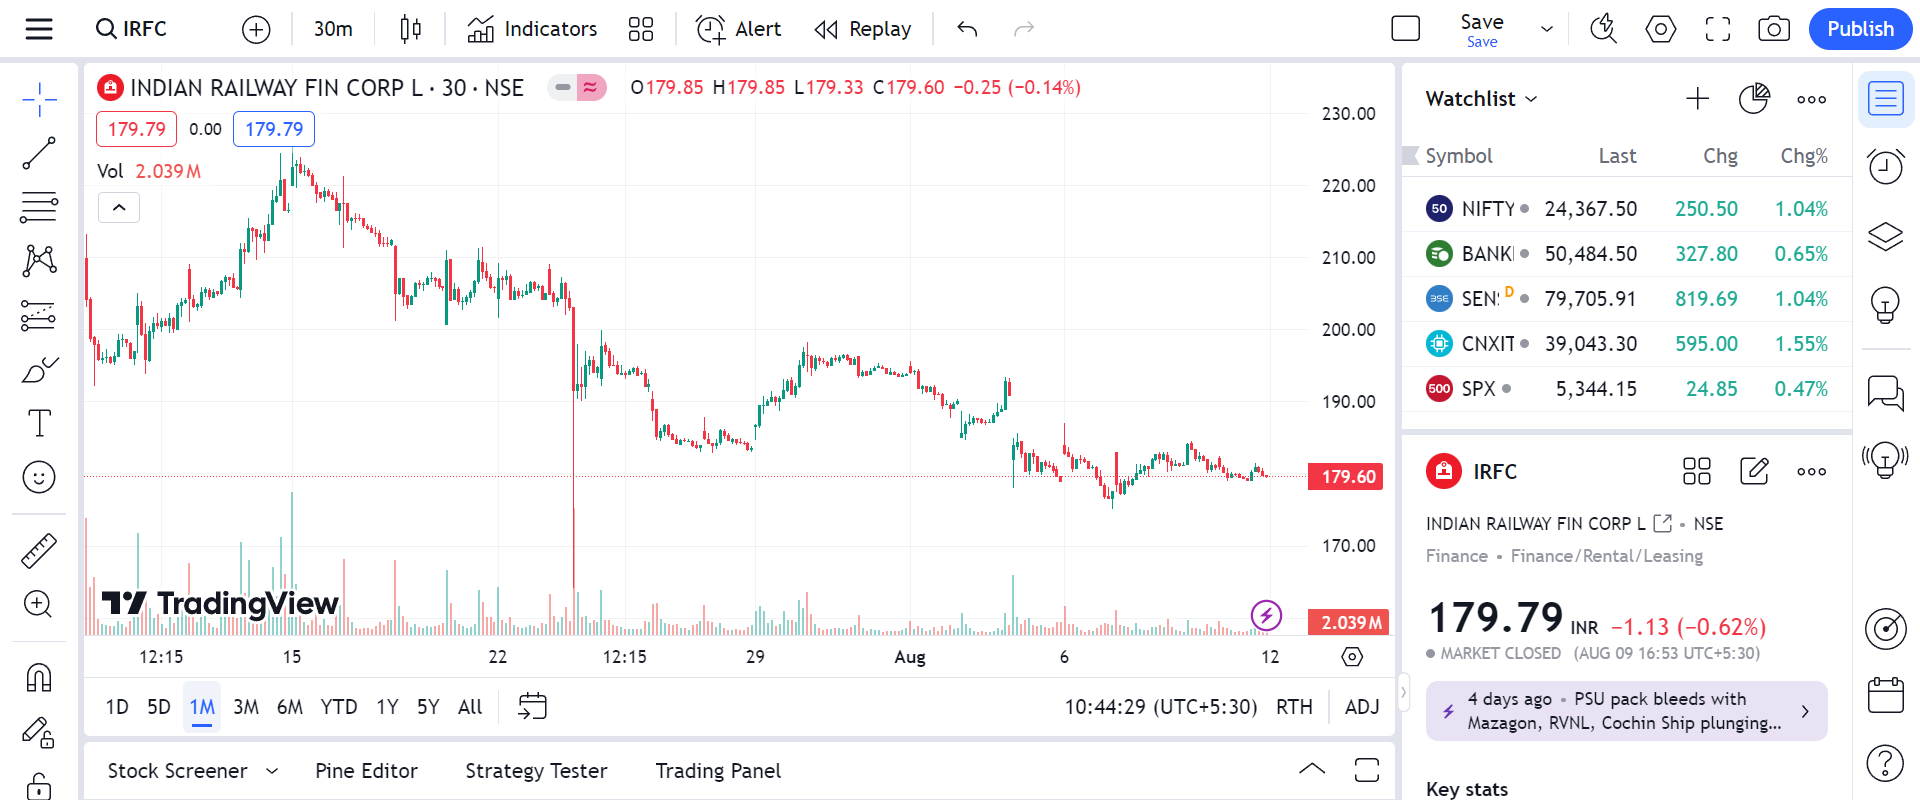 IRFC 30m Indicators Alert Replay Save Publish
Save
INDIAN RAILWAY FIN CORP L · 30 · NSE O179.85 H179.85 L179.33 C179.60 −0.25 (−0.14%)
179.79 0.00 179.79
Vol 2.039M
230.00
220.00
210.00
200.00
190.00
179.60
170.00
2.039M
TradingView
12:15 15 22 12:15 29 Aug 6 12
1D 5D 1M 3M 6M YTD 1Y 5Y All 10:44:29 (UTC+5:30) RTH ADJ
Stock Screener Pine Editor Strategy Tester Trading Panel
Watchlist
Symbol Last Chg Chg%
50 NIFTY 24,367.50 250.50 1.04%
BANK 50,484.50 327.80 0.65%
BSE SENS D 79,705.91 819.69 1.04%
CNXIT 39,043.30 595.00 1.55%
500 SPX 5,344.15 24.85 0.47%
IRFC
INDIAN RAILWAY FIN CORP L • NSE
Finance • Finance/Rental/Leasing
179.79 INR −1.13 (−0.62%)
MARKET CLOSED (AUG 09 16:53 UTC+5:30)
4 days ago • PSU pack bleeds with
Mazagon, RVNL, Cochin Ship plunging...
Key stats